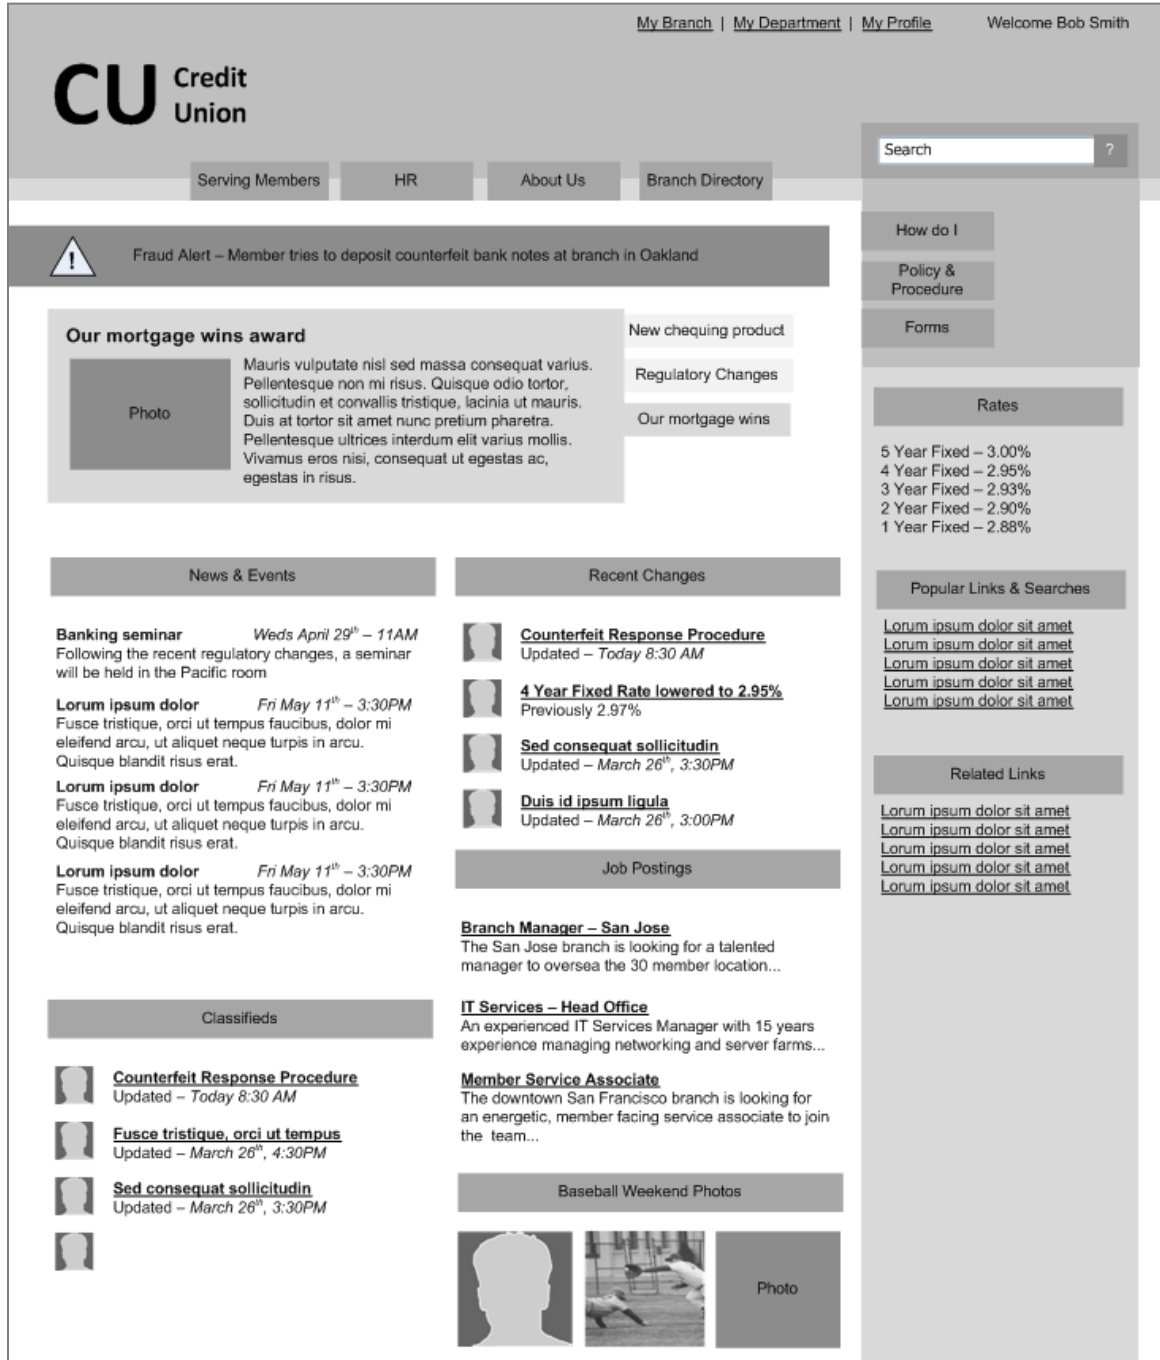 My Branch | My Department | My Profile Welcome Bob Smith
CU Credit
Union
Search ?
Serving Members HR About Us Branch Directory
How do I
Policy &
Procedure
Forms
! Fraud Alert – Member tries to deposit counterfeit bank notes at branch in Oakland
Our mortgage wins award
Photo
Mauris vulputate nisl sed massa consequat varius.
Pellentesque non mi risus. Quisque odio tortor,
sollicitudin et convallis tristique, lacinia ut mauris.
Duis at tortor sit amet nunc pretium pharetra.
Pellentesque ultrices interdum elit varius mollis.
Vivamus eros nisi, consequat ut egestas ac,
egestas in risus.
New chequing product
Regulatory Changes
Our mortgage wins
Rates
5 Year Fixed – 3.00%
4 Year Fixed – 2.95%
3 Year Fixed – 2.93%
2 Year Fixed – 2.90%
1 Year Fixed – 2.88%
Popular Links & Searches
Lorem ipsum dolor sit amet
Lorem ipsum dolor sit amet
Lorem ipsum dolor sit amet
Lorem ipsum dolor sit amet
Lorem ipsum dolor sit amet
Related Links
Lorem ipsum dolor sit amet
Lorem ipsum dolor sit amet
Lorem ipsum dolor sit amet
Lorem ipsum dolor sit amet
Lorem ipsum dolor sit amet
News & Events
Banking seminar Weds April 29th – 11AM
Following the recent regulatory changes, a seminar
will be held in the Pacific room
Lorum ipsum dolor Fri May 11th – 3:30PM
Fusce tristique, orci ut tempus faucibus, dolor mi
eleifend arcu, ut aliquet neque turpis in arcu.
Quisque blandit risus erat.
Lorum ipsum dolor Fri May 11th – 3:30PM
Fusce tristique, orci ut tempus faucibus, dolor mi
eleifend arcu, ut aliquet neque turpis in arcu.
Quisque blandit risus erat.
Lorum ipsum dolor Fri May 11th – 3:30PM
Fusce tristique, orci ut tempus faucibus, dolor mi
eleifend arcu, ut aliquet neque turpis in arcu.
Quisque blandit risus erat.
Classifieds
Counterfeit Response Procedure
Updated – Today 8:30 AM
Fusce tristique, orci ut tempus
Updated – March 26th, 4:30PM
Sed consequat sollicitudin
Updated – March 26th, 3:30PM
Recent Changes
Counterfeit Response Procedure
Updated – Today 8:30 AM
4 Year Fixed Rate lowered to 2.95%
Previously 2.97%
Sed consequat sollicitudin
Updated – March 26th, 3:30PM
Duis id ipsum ligula
Updated – March 26th, 3:00PM
Job Postings
Branch Manager – San Jose
The San Jose branch is looking for a talented
manager to oversea the 30 member location...
IT Services – Head Office
An experienced IT Services Manager with 15 years
experience managing networking and server farms...
Member Service Associate
The downtown San Francisco branch is looking for
an energetic, member facing service associate to join
the team...
Baseball Weekend Photos
Photo